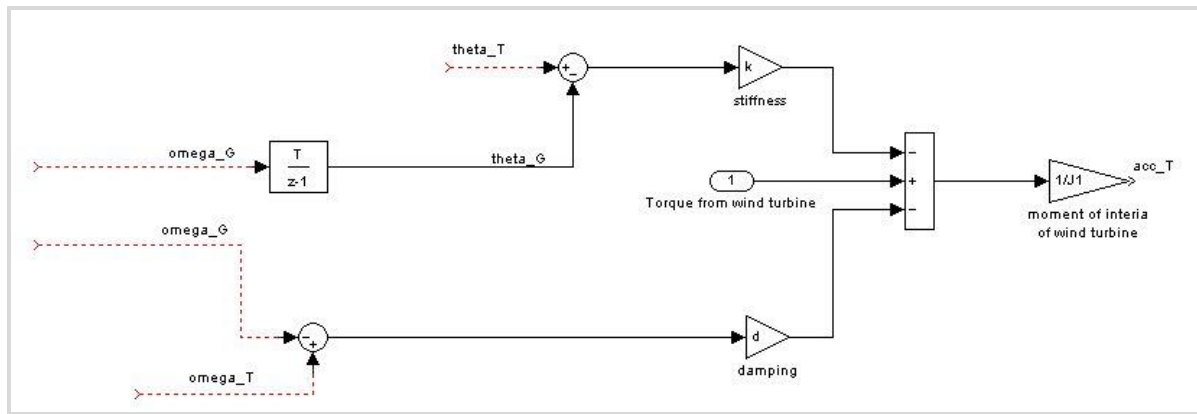 theta_T
+
−
k
stiffness
omega_G
T
z-1
theta_G
−
1
+
1/J1
acc_T
Torque from wind turbine
−
moment of interia
of wind turbine
omega_G
−
+
d
omega_T
damping